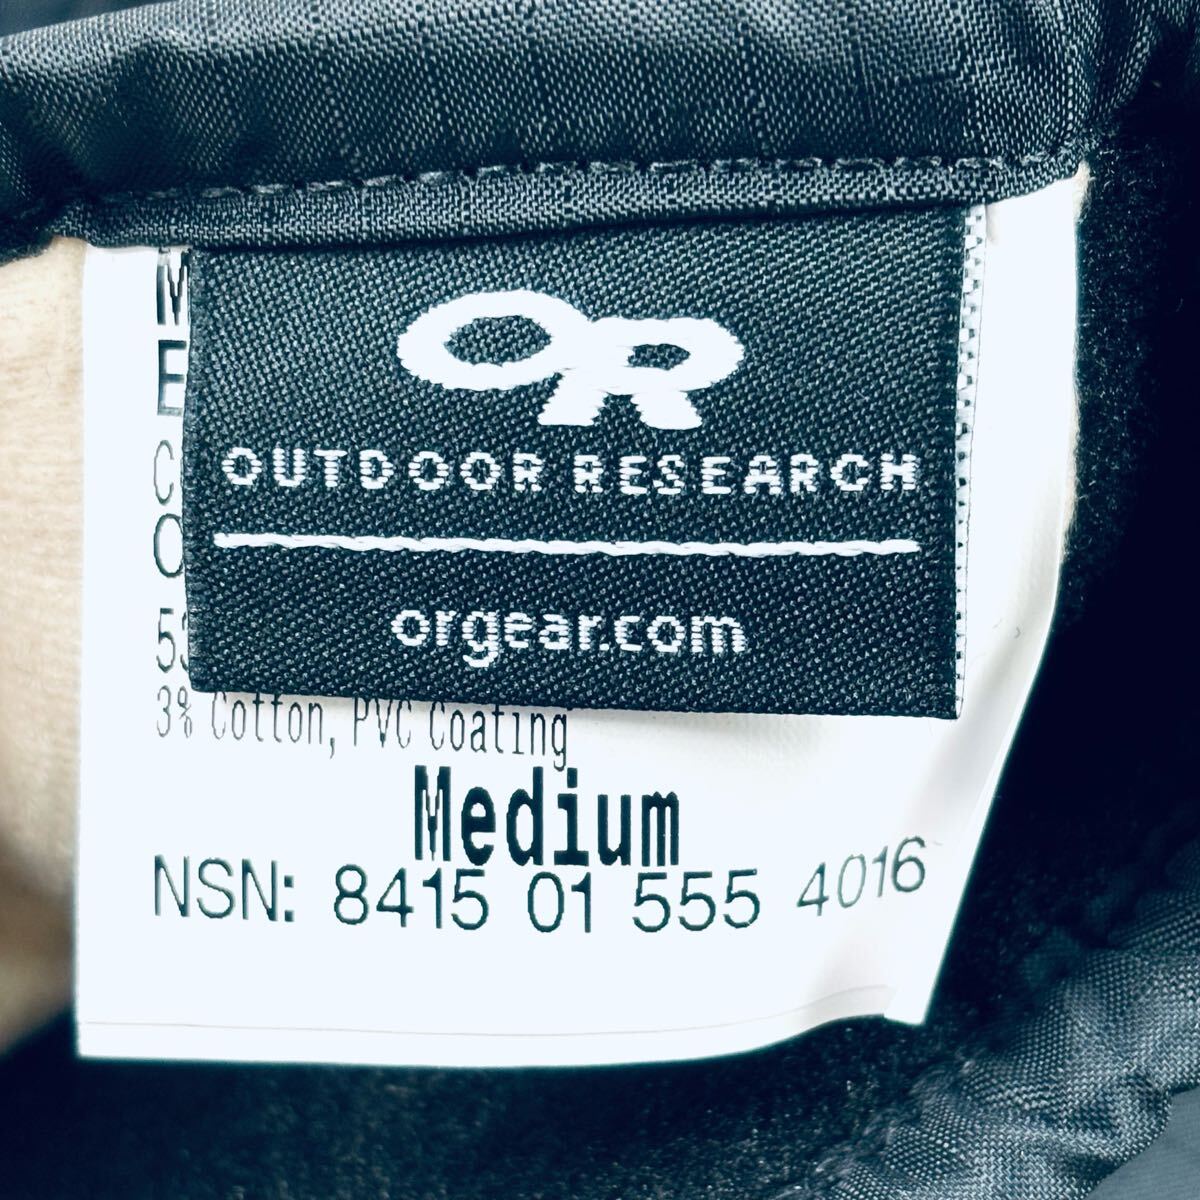 OR
OUTDOOR RESEARCH
orgear.com
3% Cotton, PVC Coating
Medium
NSN: 8415 01 555 4016